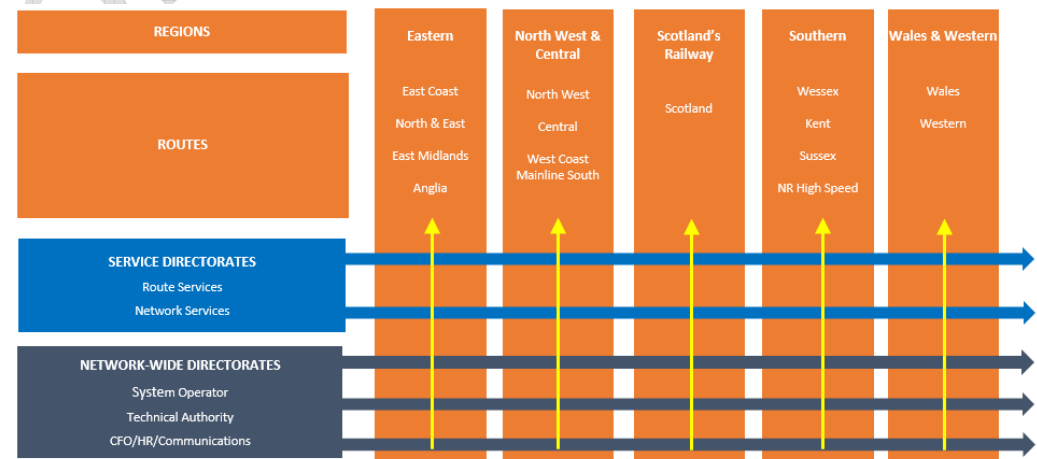 REGIONS
Eastern
North West &
Central
Scotland's
Railway
Southern
Wales & Western
ROUTES
East Coast
North & East
East Midlands
Anglia
North West
Central
West Coast
Mainline South
Scotland
Wessex
Kent
Sussex
NR High Speed
Wales
Western
SERVICE DIRECTORATES
Route Services
Network Services
NETWORK-WIDE DIRECTORATES
System Operator
Technical Authority
CFO/HR/Communications